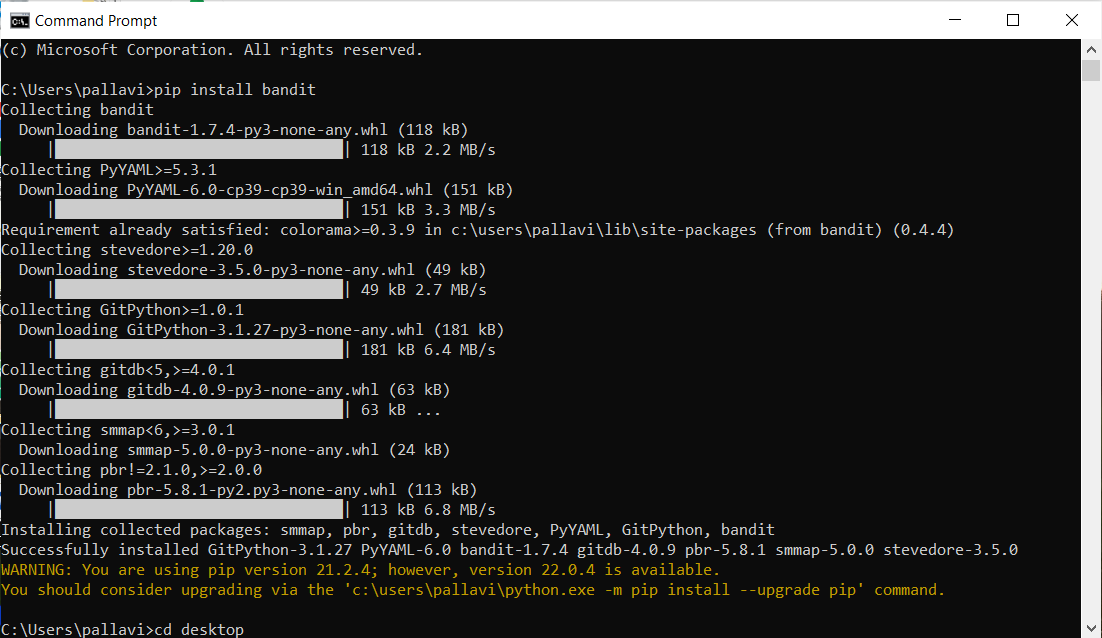 Command Prompt
(c) Microsoft Corporation. All rights reserved.
C:\Users\pallavi>pip install bandit
Collecting bandit
  Downloading bandit-1.7.4-py3-none-any.whl (118 kB)
     | | 118 kB 2.2 MB/s
Collecting PyYAML>=5.3.1
  Downloading PyYAML-6.0-cp39-cp39-win_amd64.whl (151 kB)
     | | 151 kB 3.3 MB/s
Requirement already satisfied: colorama>=0.3.9 in c:\users\pallavi\lib\site-packages (from bandit) (0.4.4)
Collecting stevedore>=1.20.0
  Downloading stevedore-3.5.0-py3-none-any.whl (49 kB)
     | | 49 kB 2.7 MB/s
Collecting GitPython>=1.0.1
  Downloading GitPython-3.1.27-py3-none-any.whl (181 kB)
     | | 181 kB 6.4 MB/s
Collecting gitdb<5,>=4.0.1
  Downloading gitdb-4.0.9-py3-none-any.whl (63 kB)
     | | 63 kB ...
Collecting smmap<6,>=3.0.1
  Downloading smmap-5.0.0-py3-none-any.whl (24 kB)
Collecting pbr!=2.1.0,>=2.0.0
  Downloading pbr-5.8.1-py2.py3-none-any.whl (113 kB)
     | | 113 kB 6.8 MB/s
Installing collected packages: smmap, pbr, gitdb, stevedore, PyYAML, GitPython, bandit
Successfully installed GitPython-3.1.27 PyYAML-6.0 bandit-1.7.4 gitdb-4.0.9 pbr-5.8.1 smmap-5.0.0 stevedore-3.5.0
WARNING: You are using pip version 21.2.4; however, version 22.0.4 is available.
You should consider upgrading via the 'c:\users\pallavi\python.exe -m pip install --upgrade pip' command.
C:\Users\pallavi>cd desktop